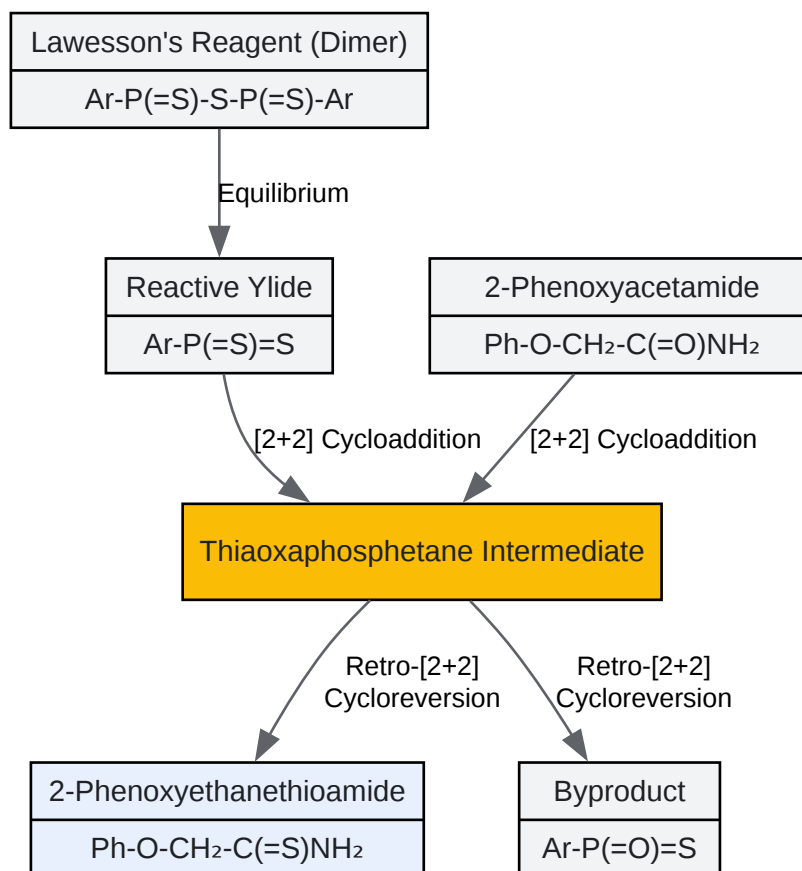 Lawesson's Reagent (Dimer)
Ar-P(=S)-S-P(=S)-Ar
Equilibrium
Reactive Ylide
Ar-P(=S)=S
2-Phenoxyacetamide
Ph-O-CH₂-C(=O)NH₂
[2+2] Cycloaddition
[2+2] Cycloaddition
Thiaoxaphosphetane Intermediate
Retro-[2+2]
Cycloreversion
Retro-[2+2]
Cycloreversion
2-Phenoxyethanethioamide
Ph-O-CH₂-C(=S)NH₂
Byproduct
Ar-P(=O)=S